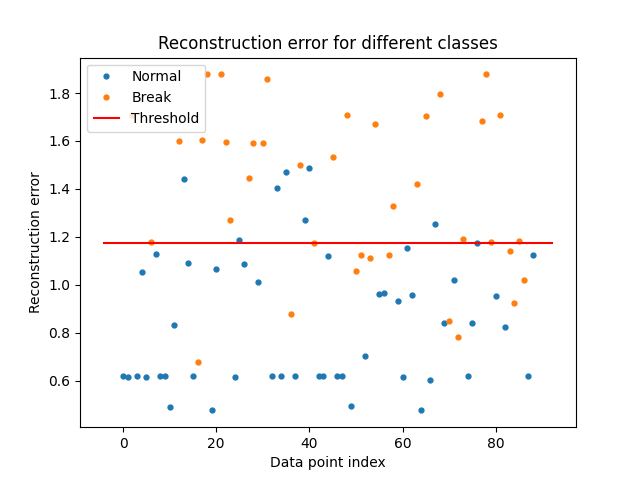 Reconstruction error for different classes
Normal
Break
Threshold
Reconstruction error
1.8
1.6
1.4
1.2
1.0
0.8
0.6
0
20
40
60
80
Data point index